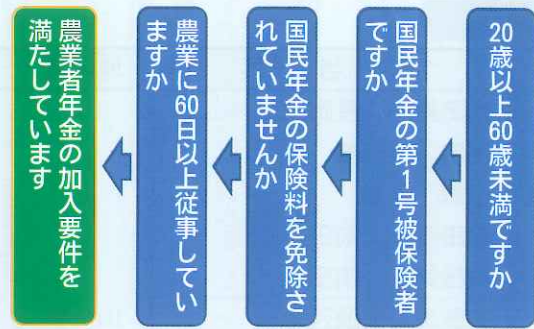 20歳以上60歳未満ですか
国民年金の第1号被保険者
ですか
国民年金の保険料を免除さ
れていませんか
農業に60日以上従事してい
ますか
農業者年金の加入要件を
満たしています